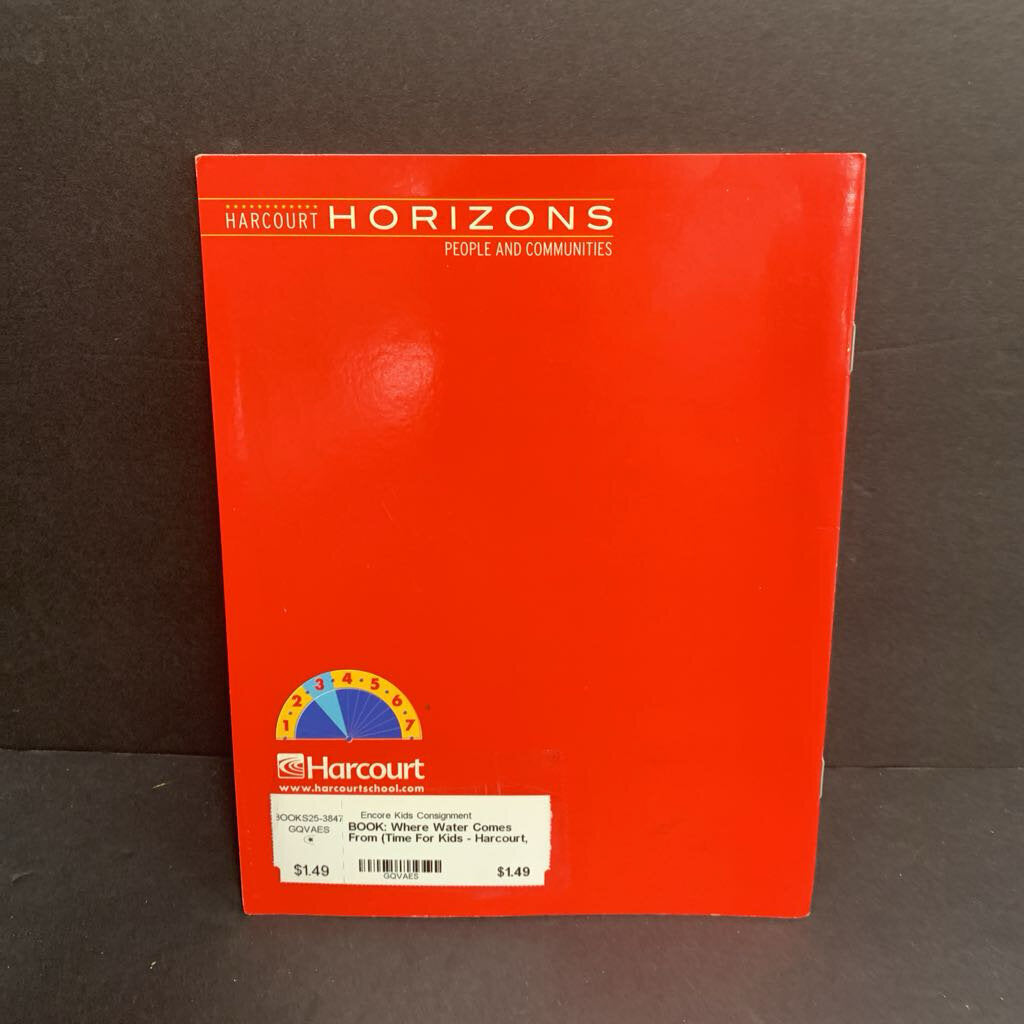 HARCOURT HORIZONS
PEOPLE AND COMMUNITIES
1 · 2 · 3 · 4 · 5 · 6 · 7
Harcourt
www.harcourtschool.com
BOOKS25-3847
GQVAES
$1.49
Encore Kids Consignment
BOOK: Where Water Comes
From (Time For Kids - Harcourt,
GQVAES
$1.49